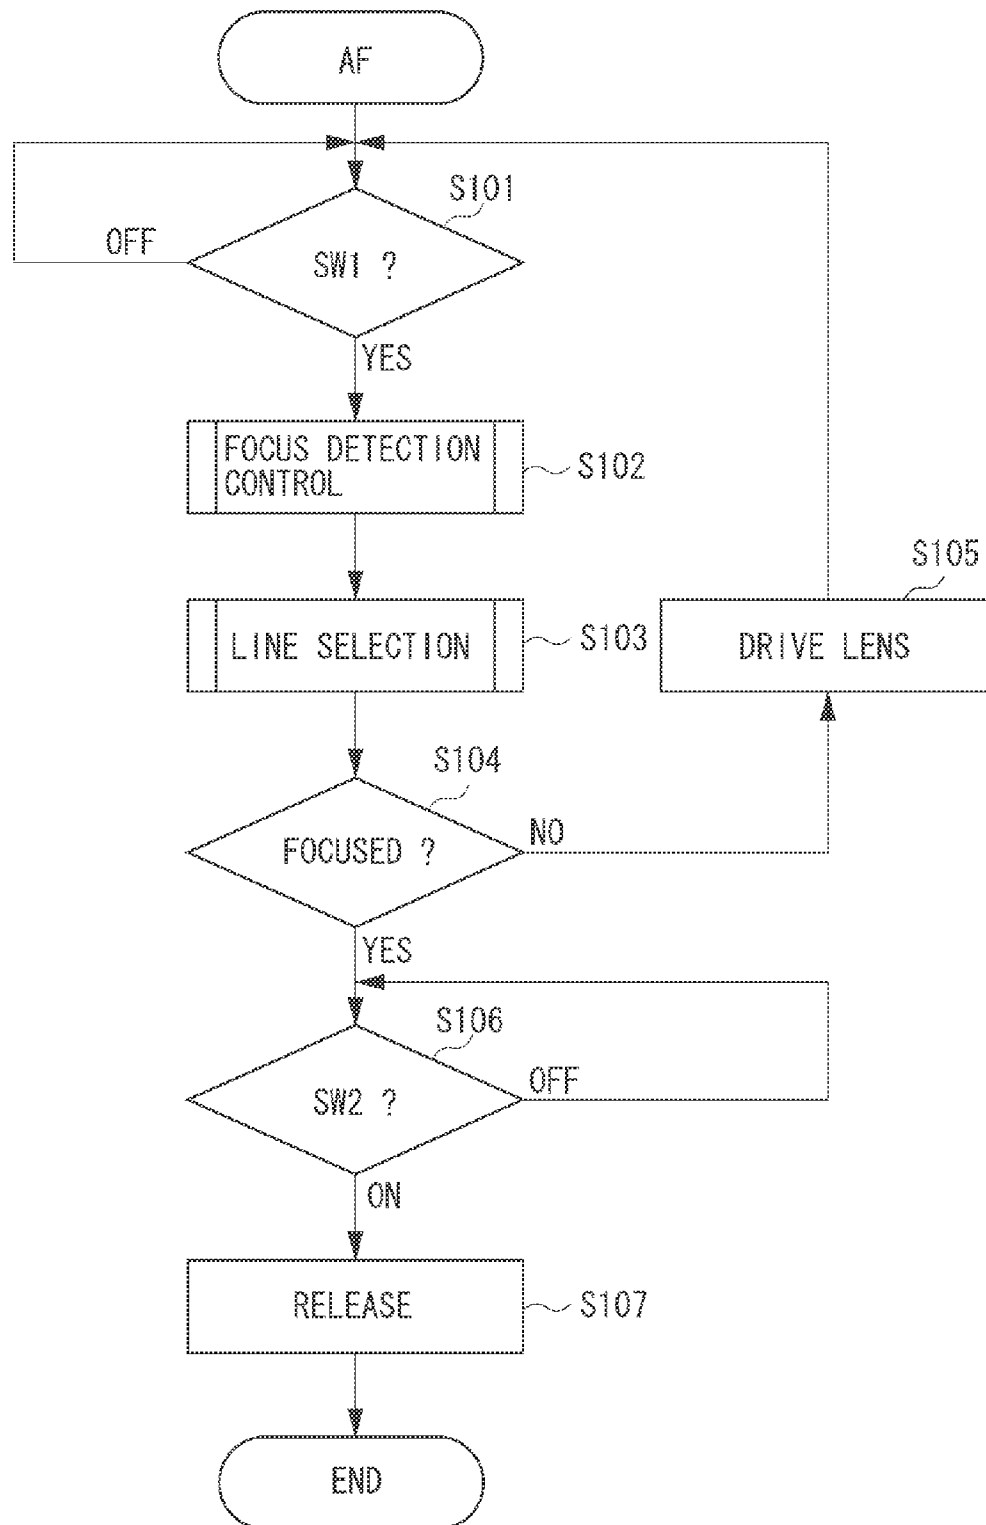 AF
S101
OFF
SW1 ?
YES
FOCUS DETECTION
CONTROL
S102
S105
LINE SELECTION
S103
DRIVE LENS
S104
FOCUSED ?
NO
YES
S106
SW2 ?
OFF
ON
RELEASE
S107
END